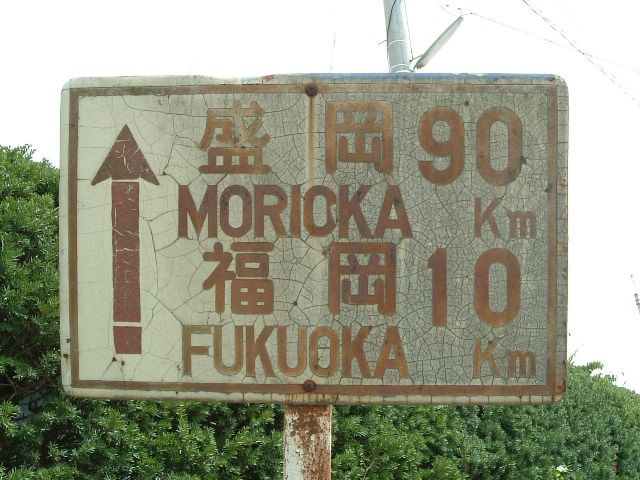 盛岡 90
MORIOKA Km
福岡 10
FUKUOKA Km